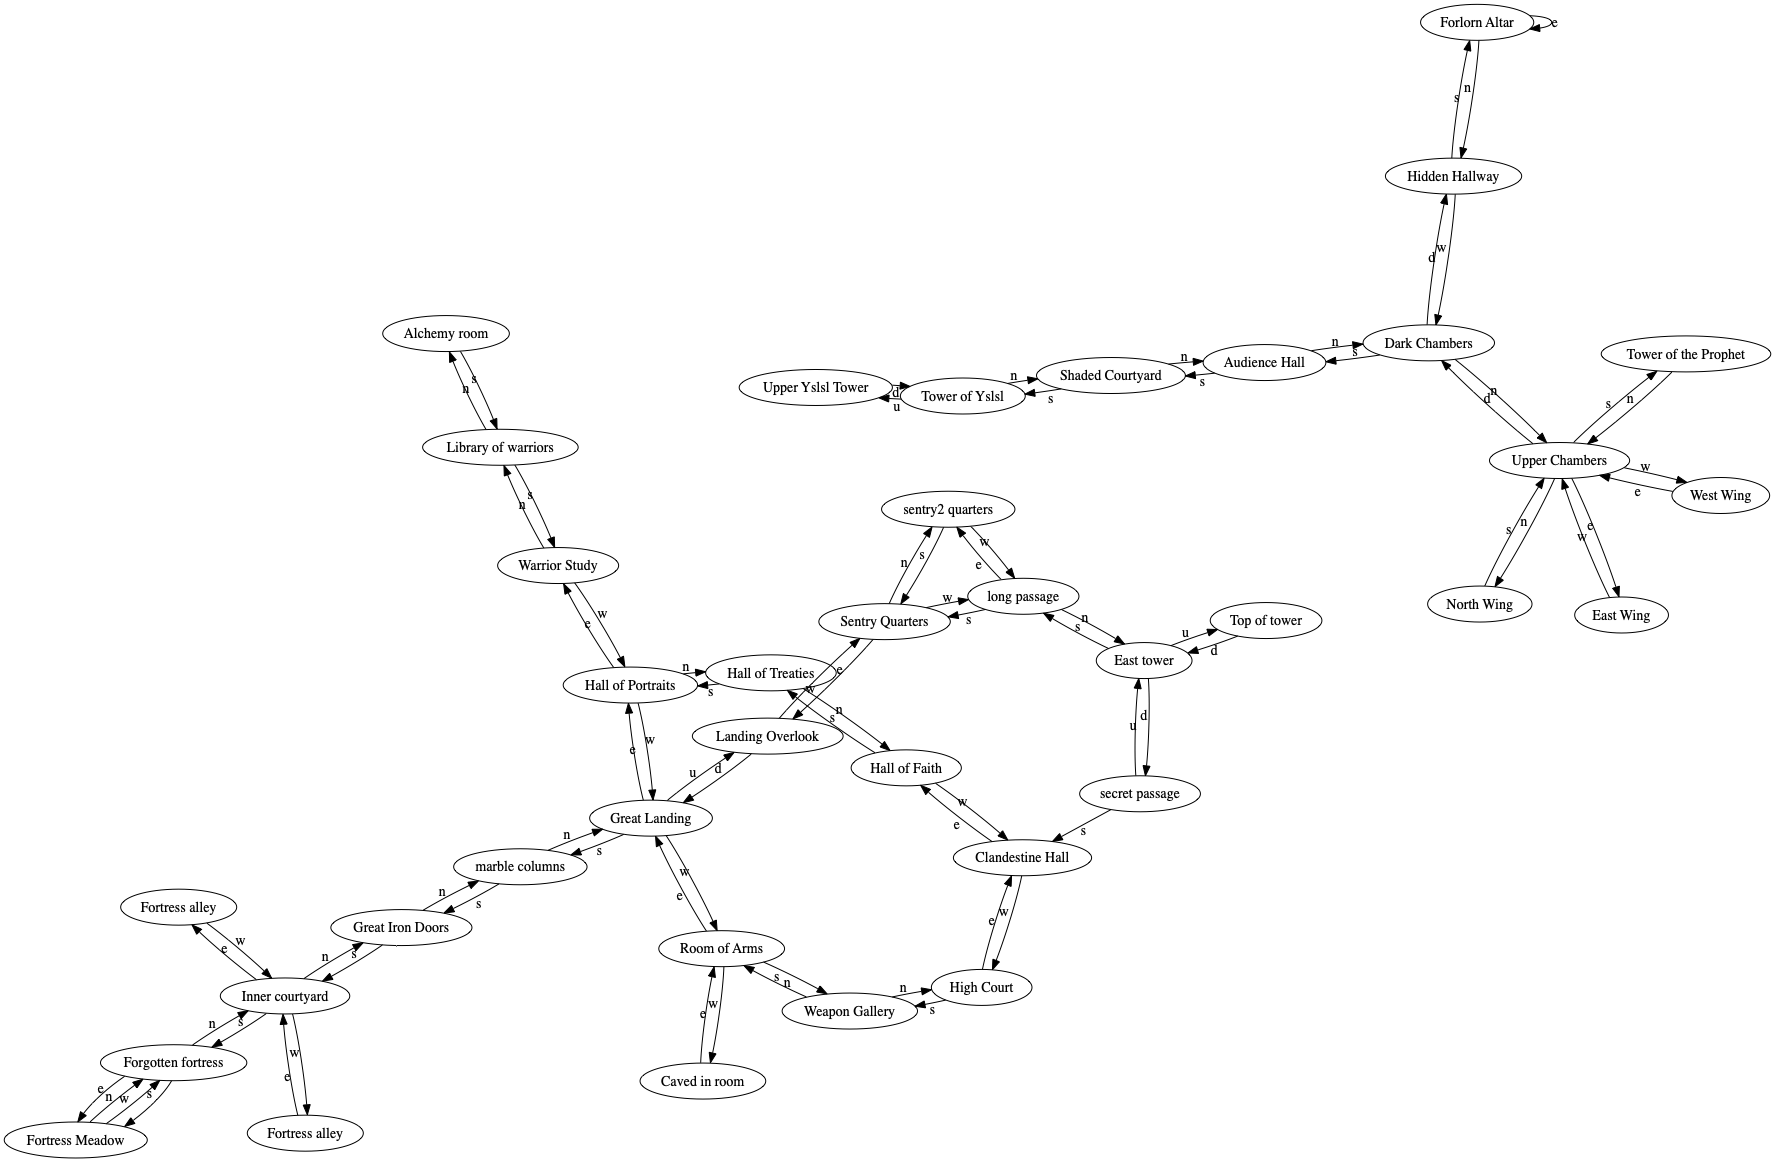 Forlorn Altar
e
s
n
Hidden Hallway
d
w
Alchemy room
s
n
Library of warriors
s
n
Warrior Study
w
e
Upper Yslsl Tower
d
u
Tower of Yslsl
n
s
Shaded Courtyard
n
s
Audience Hall
n
s
Dark Chambers
n
d
Tower of the Prophet
s
n
Upper Chambers
w
e
West Wing
s
n
e
w
North Wing
East Wing
sentry2 quarters
n
s
w
e
long passage
w
s
Sentry Quarters
n
s
East tower
u
d
Top of tower
Hall of Portraits
n
s
Hall of Treaties
e
w
n
s
Landing Overlook
e
w
u
d
Hall of Faith
u
d
secret passage
w
e
s
Great Landing
n
s
marble columns
Clandestine Hall
w
e
n
s
Fortress alley
w
e
Great Iron Doors
n
s
Room of Arms
s
n
e
w
Inner courtyard
Weapon Gallery
n
s
High Court
e
w
n
s
Forgotten fortress
w
e
Caved in room
e
n
w
s
Fortress Meadow
Fortress alley